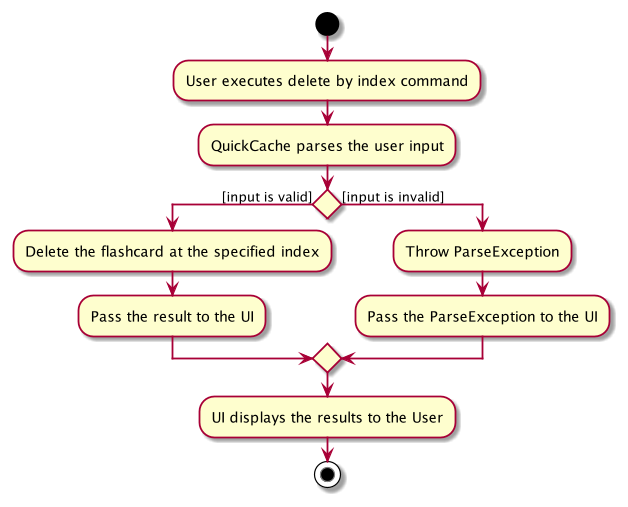 User executes delete by index command
QuickCache parses the user input
[input is valid]
[input is invalid]
Delete the flashcard at the specified index
Throw ParseException
Pass the result to the UI
Pass the ParseException to the UI
UI displays the results to the User